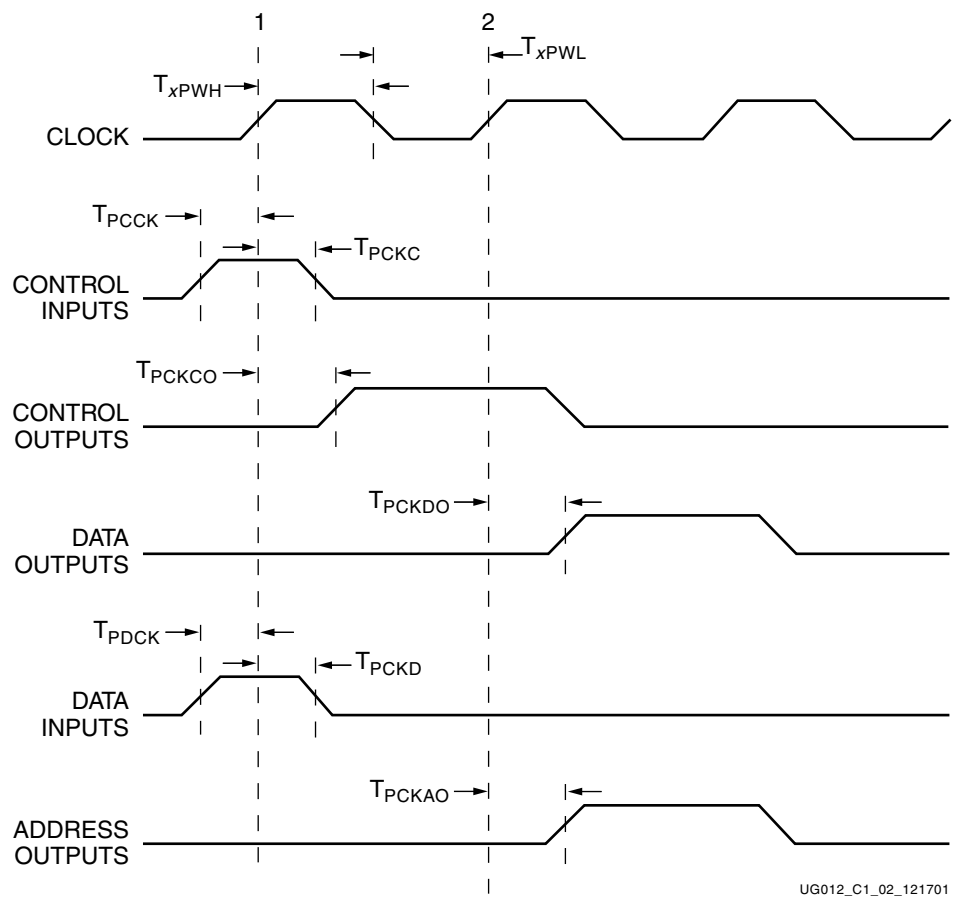 1
2
TxPWL
TxPWH
CLOCK
TPCCK
TPCKC
CONTROL
INPUTS
TPCKCO
CONTROL
OUTPUTS
TPCKDO
DATA
OUTPUTS
TPDCK
TPCKD
DATA
INPUTS
TPCKAO
ADDRESS
OUTPUTS
UG012_C1_02_121701